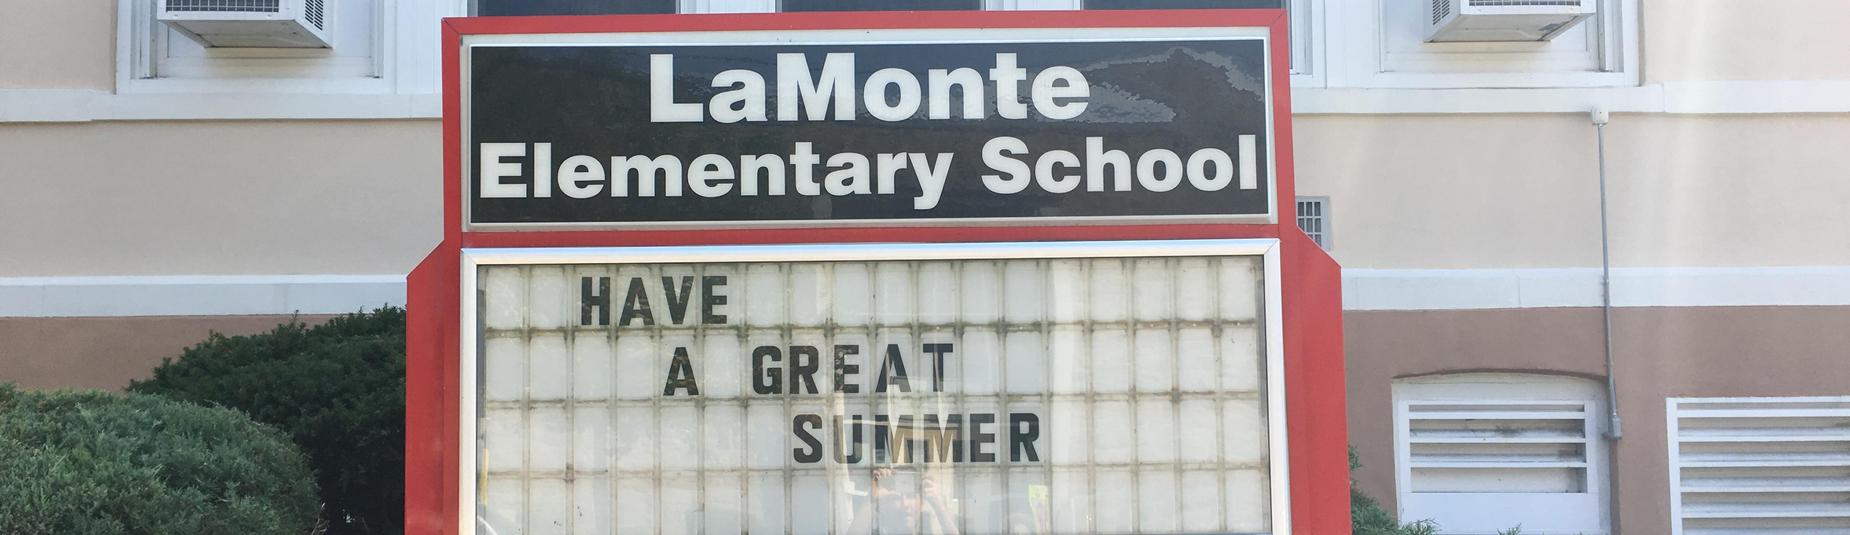 LaMonte
Elementary School
HAVE
A GREAT
SUMMER